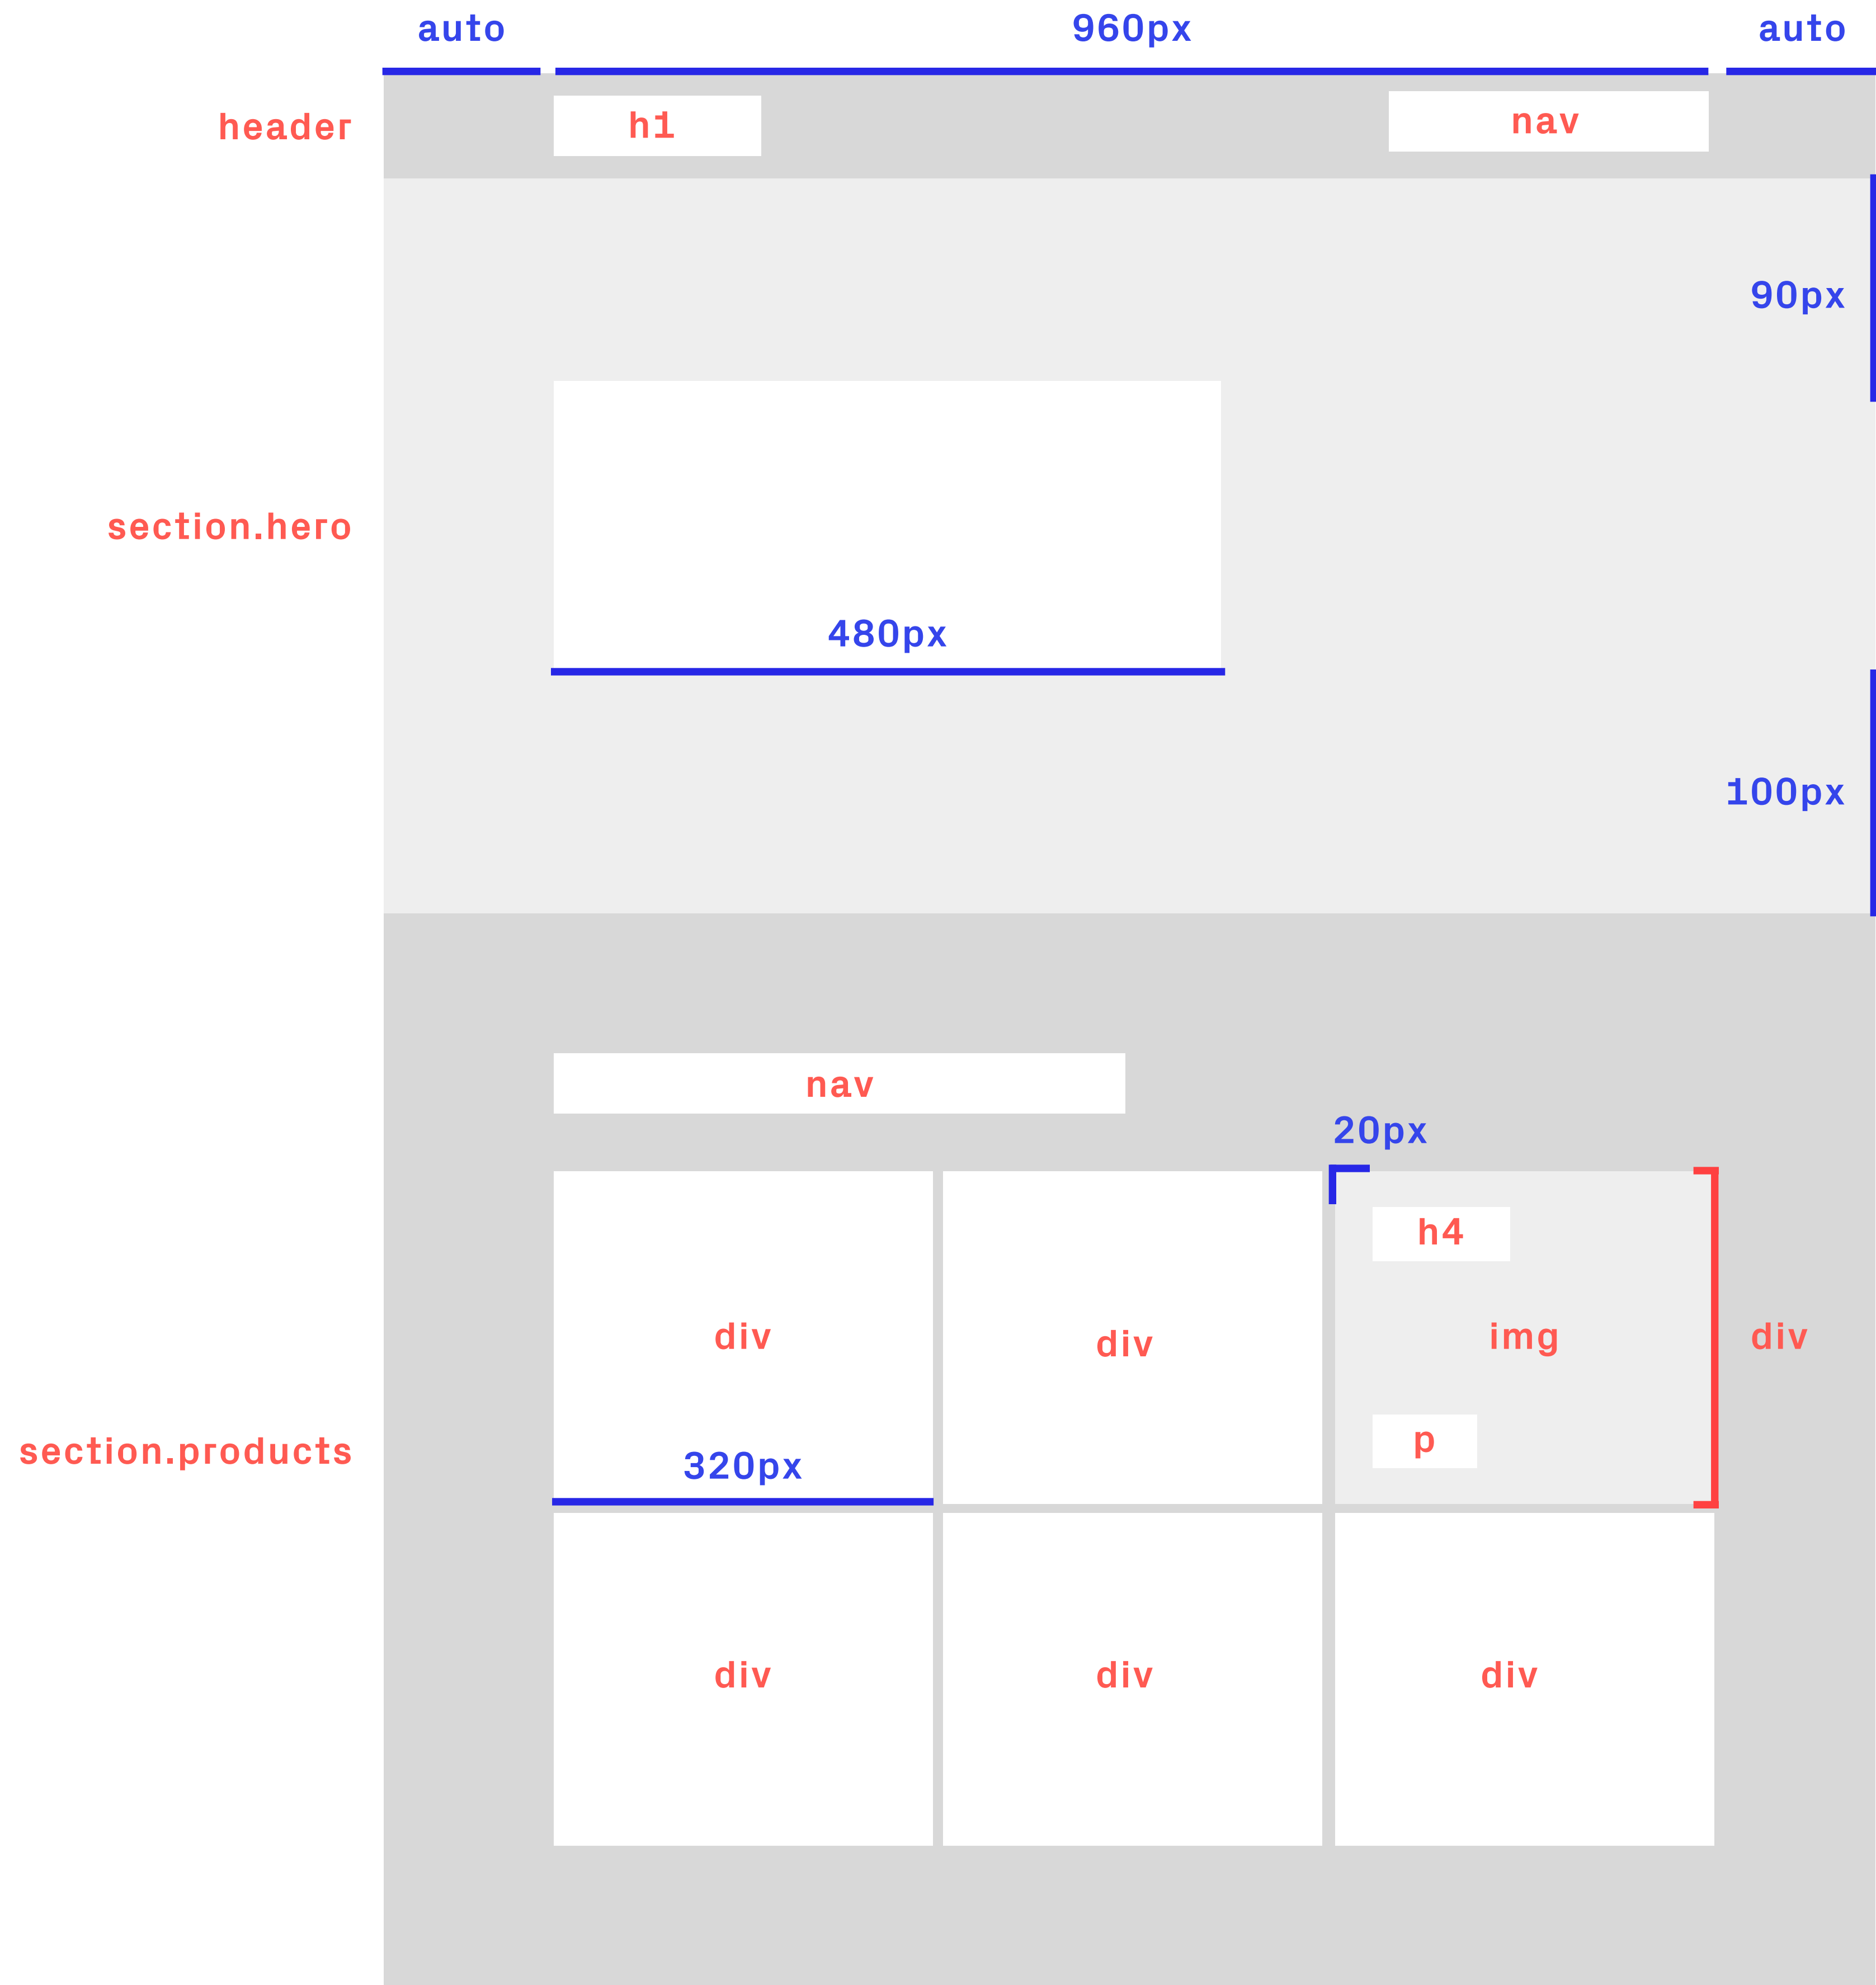 auto 960px auto
header h1 nav
90px
section.hero
480px
100px
nav
20px
h4
div div img div
p
section.products
320px
div div div